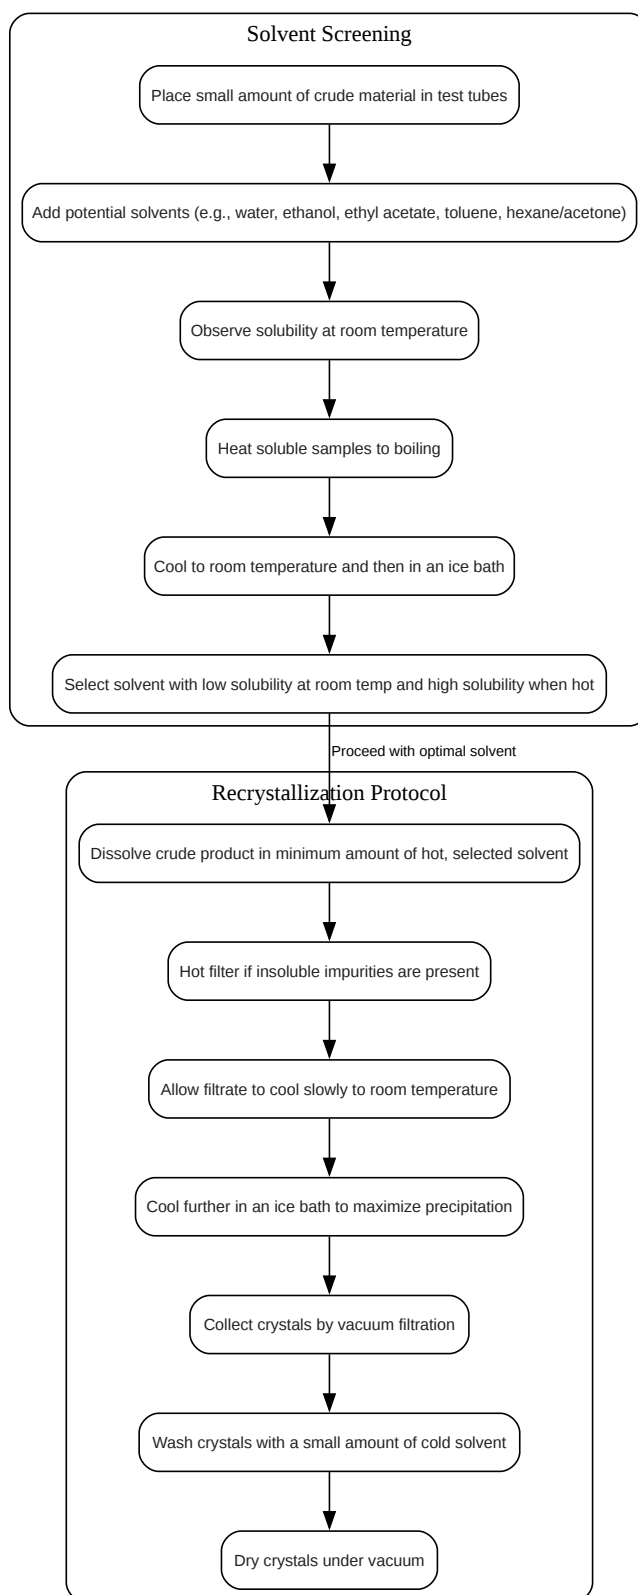 Solvent Screening
Place small amount of crude material in test tubes
Add potential solvents (e.g., water, ethanol, ethyl acetate, toluene, hexane/acetone)
Observe solubility at room temperature
Heat soluble samples to boiling
Cool to room temperature and then in an ice bath
Select solvent with low solubility at room temp and high solubility when hot
Proceed with optimal solvent
Recrystallization Protocol
Dissolve crude product in minimum amount of hot, selected solvent
Hot filter if insoluble impurities are present
Allow filtrate to cool slowly to room temperature
Cool further in an ice bath to maximize precipitation
Collect crystals by vacuum filtration
Wash crystals with a small amount of cold solvent
Dry crystals under vacuum